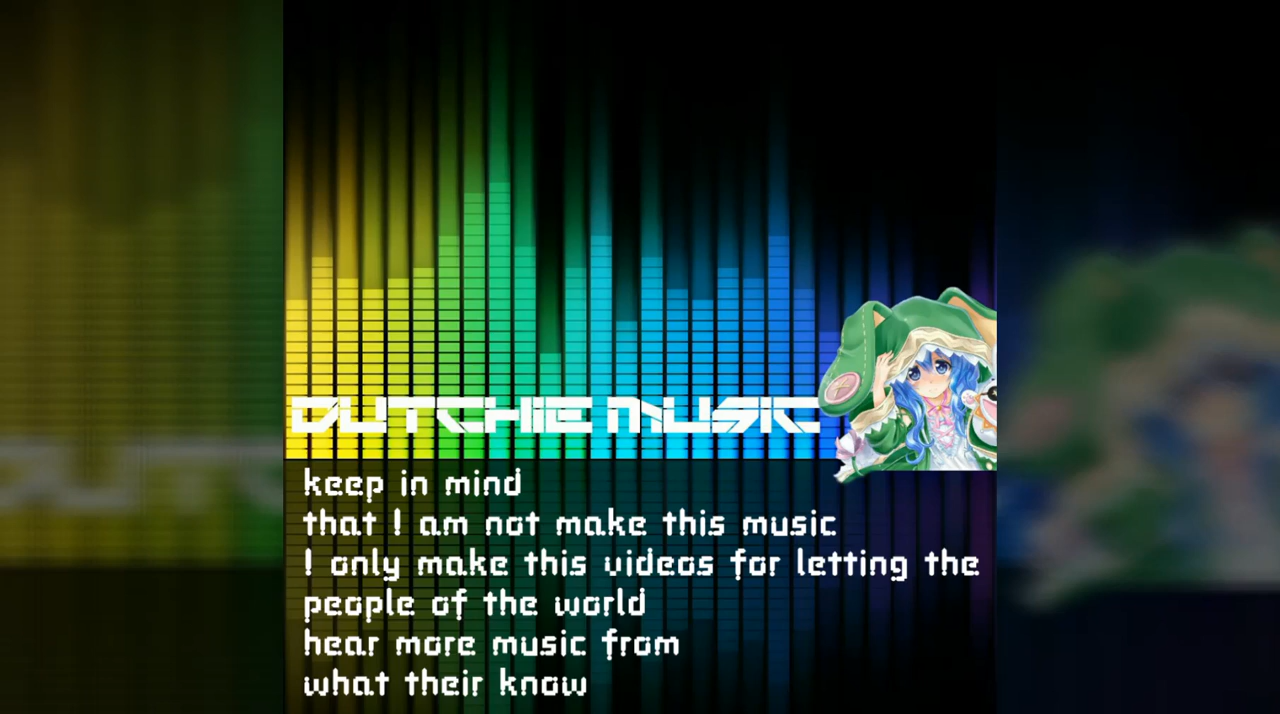 DUTCHIE MUSIC
keep in mind
that I am not make this music
I only make this videos for letting the
people of the world
hear more music from
what their know